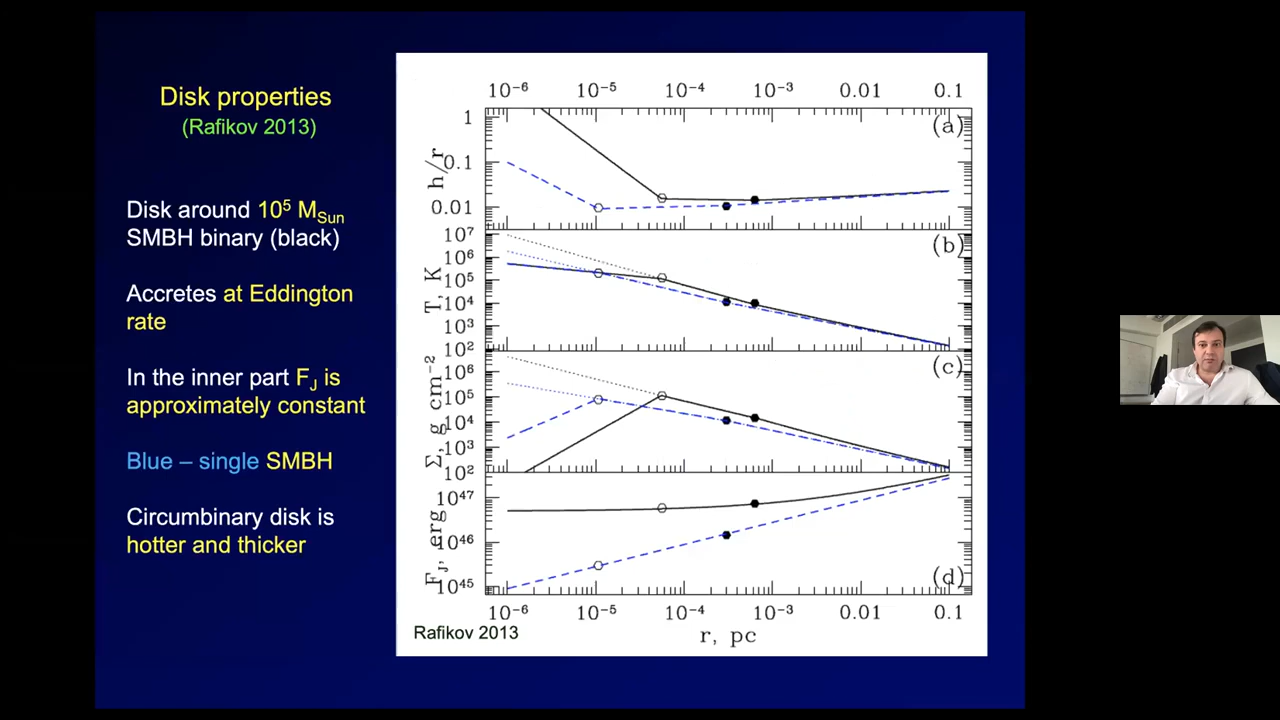 Disk properties
(Rafikov 2013)
Disk around 10⁵ M_Sun
SMBH binary (black)
Accretes at Eddington
rate
In the inner part F_J is
approximately constant
Blue – single SMBH
Circumbinary disk is
hotter and thicker
10⁻⁶ 10⁻⁵ 10⁻⁴ 10⁻³ 0.01 0.1
(a)
h/r
1
0.1
0.01
(b)
T, K
10⁷
10⁶
10⁵
10⁴
10³
10²
(c)
Σ, g cm⁻²
10⁶
10⁵
10⁴
10³
10²
(d)
F_J, erg
10⁴⁷
10⁴⁶
10⁴⁵
10⁻⁶ 10⁻⁵ 10⁻⁴ 10⁻³ 0.01 0.1
r, pc
Rafikov 2013